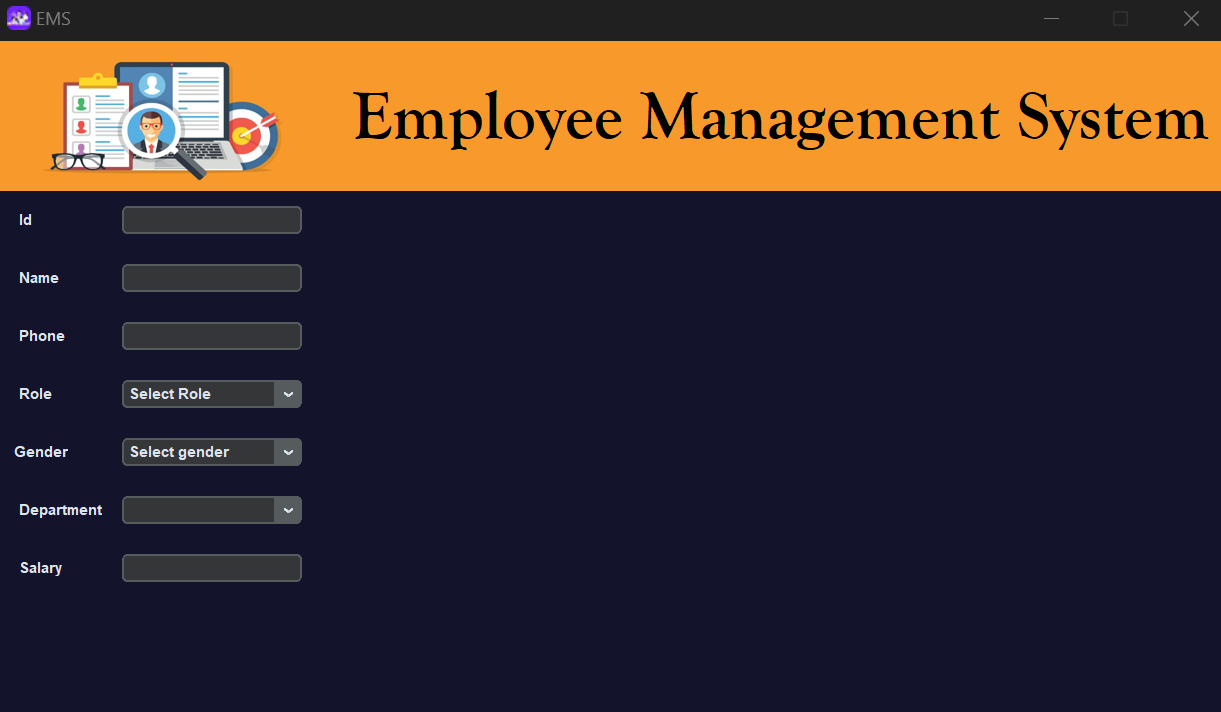 EMS
Employee Management System
Id
Name
Phone
Role Select Role
Gender Select gender
Department
Salary